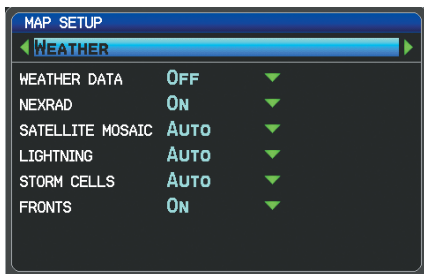 MAP SETUP
WEATHER
WEATHER DATA OFF
NEXRAD ON
SATELLITE MOSAIC AUTO
LIGHTNING AUTO
STORM CELLS AUTO
FRONTS ON